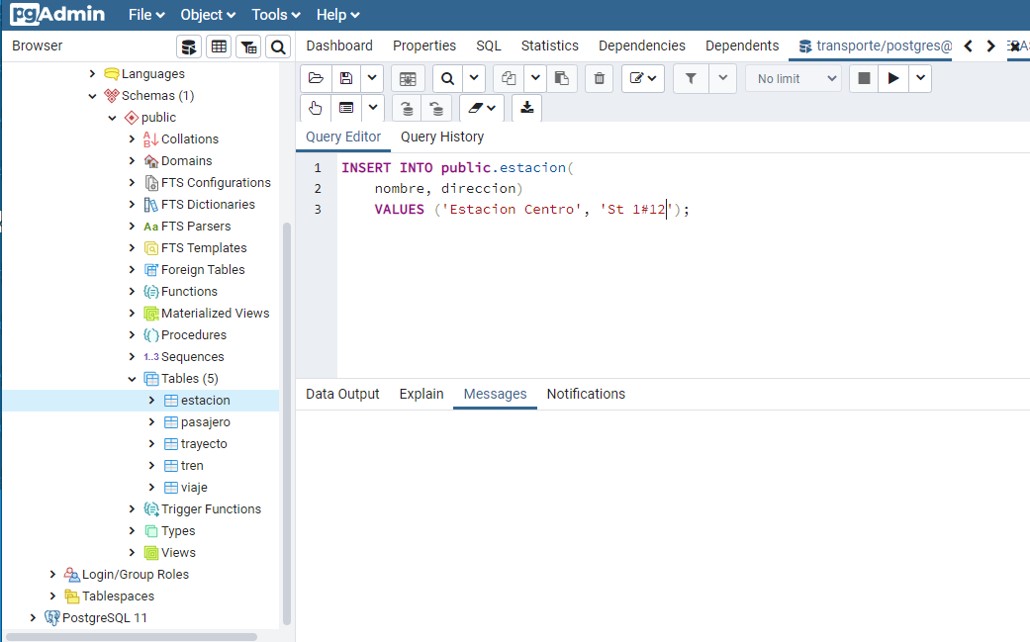 pgAdmin File Object Tools Help
Browser
Dashboard Properties SQL Statistics Dependencies Dependents transporte/postgres@
No limit
Query Editor Query History
1 INSERT INTO public.estacion(
2 nombre, direccion)
3 VALUES ('Estacion Centro', 'St 1#12');
Data Output Explain Messages Notifications
Languages
Schemas (1)
public
Collations
Domains
FTS Configurations
FTS Dictionaries
Aa FTS Parsers
FTS Templates
Foreign Tables
Functions
Materialized Views
Procedures
1..3 Sequences
Tables (5)
estacion
pasajero
trayecto
tren
viaje
Trigger Functions
Types
Views
Login/Group Roles
Tablespaces
PostgreSQL 11